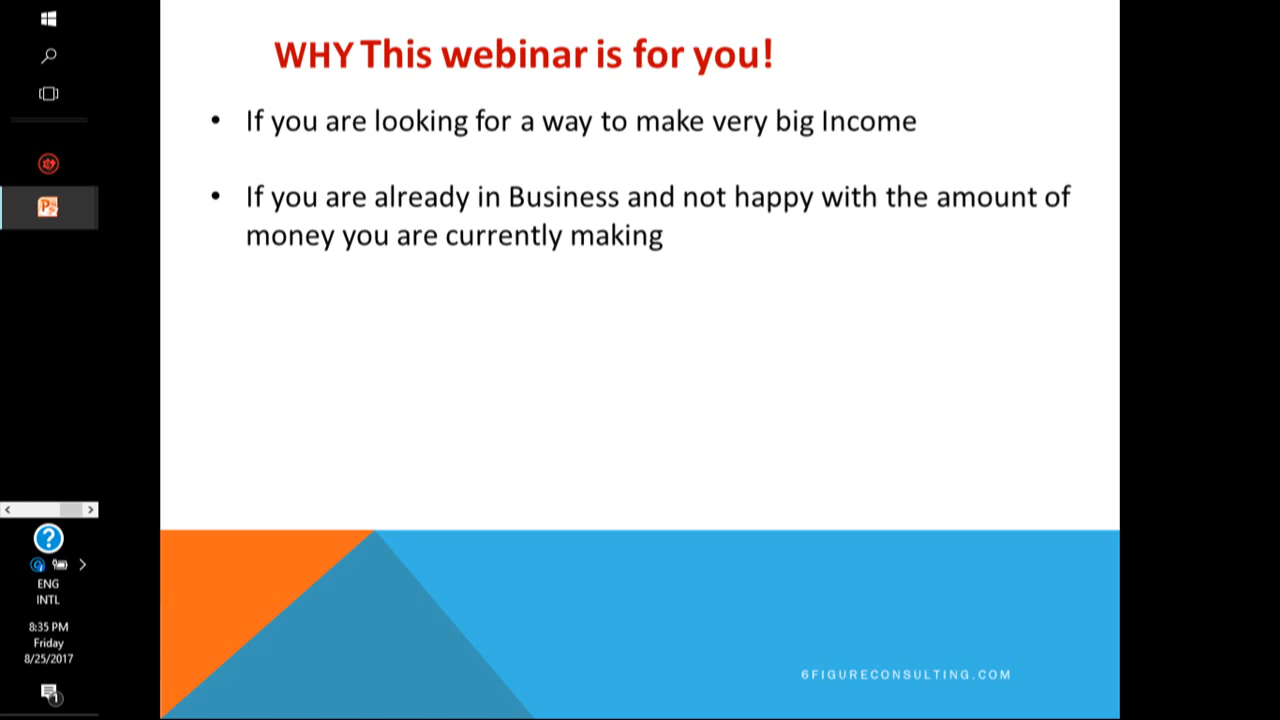 WHY This webinar is for you!
• If you are looking for a way to make very big Income
• If you are already in Business and not happy with the amount of
money you are currently making
ENG
INTL
8:35 PM
Friday
8/25/2017
1
6FIGURECONSULTING.COM